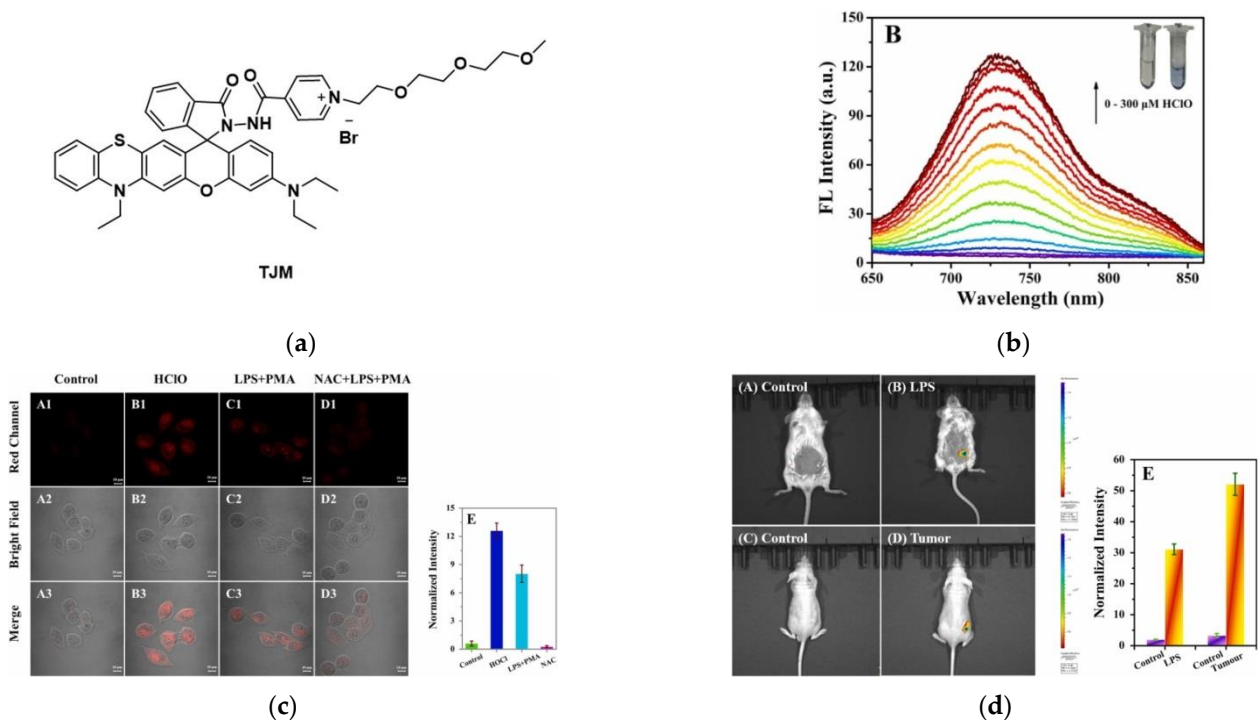 O
O
N
NH
N
+
O
O
O
−
Br
S
N
O
N
TJM
(a)
B
0 - 300 μM HClO
150
120
90
60
30
0
FL Intensity (a.u.)
650
700
750
800
850
Wavelength (nm)
(b)
Control
HClO
LPS+PMA
NAC+LPS+PMA
Red Channel
A1
B1
C1
D1
Bright Field
A2
B2
C2
D2
Merge
A3
B3
C3
D3
E
15
12
9
6
3
0
Normalized Intensity
Control
HOCl
LPS+PMA
NAC
(c)
(A) Control
(B) LPS
(C) Control
(D) Tumor
E
60
50
40
30
20
10
0
Normalized Intensity
Control
LPS
Control
Tumour
(d)